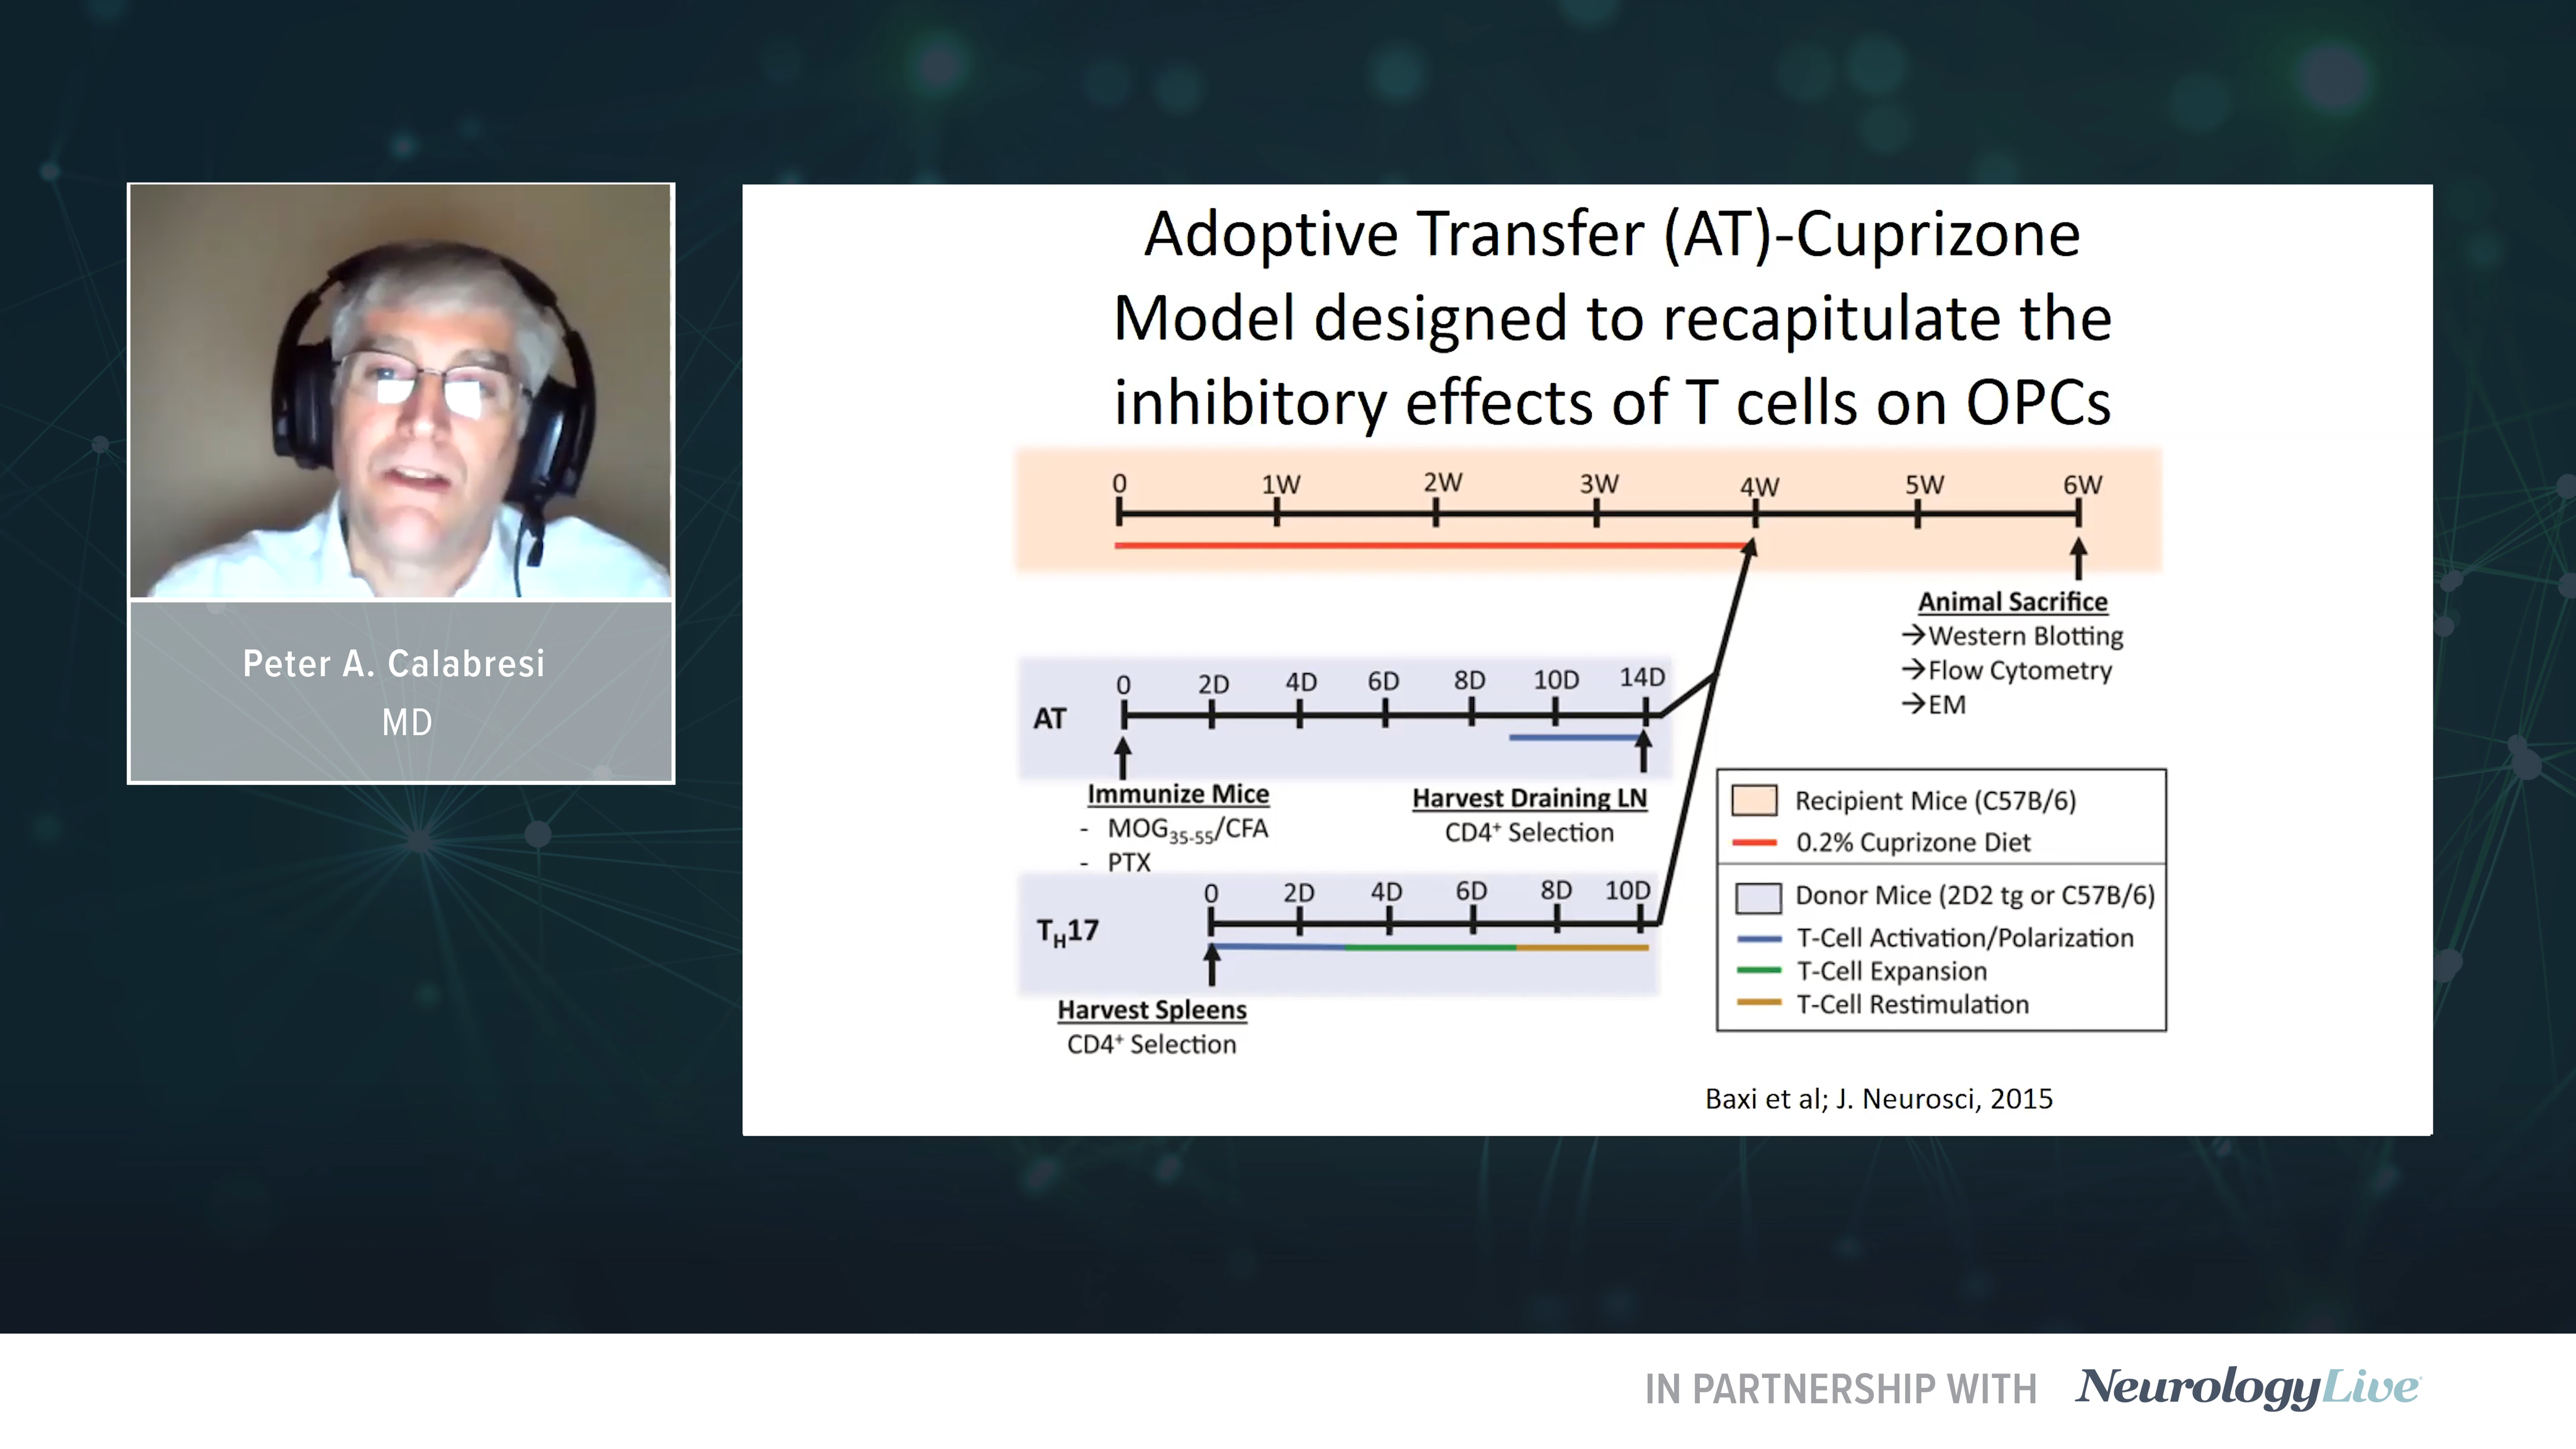 Peter A. Calabresi
MD
Adoptive Transfer (AT)-Cuprizone
Model designed to recapitulate the
inhibitory effects of T cells on OPCs
0 1W 2W 3W 4W 5W 6W
Animal Sacrifice
→Western Blotting
→Flow Cytometry
→EM
AT
0 2D 4D 6D 8D 10D 14D
Immunize Mice
- MOG35-55/CFA
- PTX
Harvest Draining LN
CD4+ Selection
TH17
0 2D 4D 6D 8D 10D
Harvest Spleens
CD4+ Selection
Recipient Mice (C57B/6)
0.2% Cuprizone Diet
Donor Mice (2D2 tg or C57B/6)
T-Cell Activation/Polarization
T-Cell Expansion
T-Cell Restimulation
Baxi et al; J. Neurosci, 2015
IN PARTNERSHIP WITH NeurologyLive